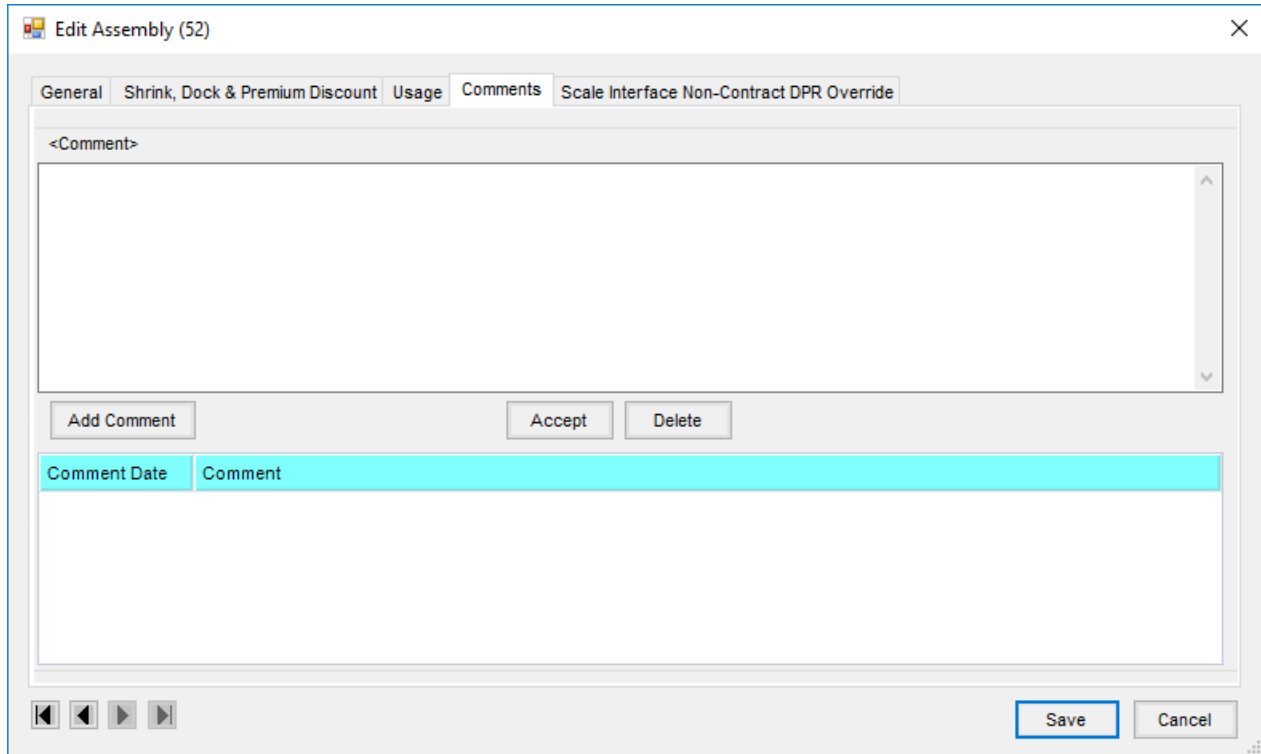 Edit Assembly (52)
General Shrink, Dock & Premium Discount Usage Comments Scale Interface Non-Contract DPR Override
<Comment>
Add Comment Accept Delete
Comment Date Comment
Save Cancel